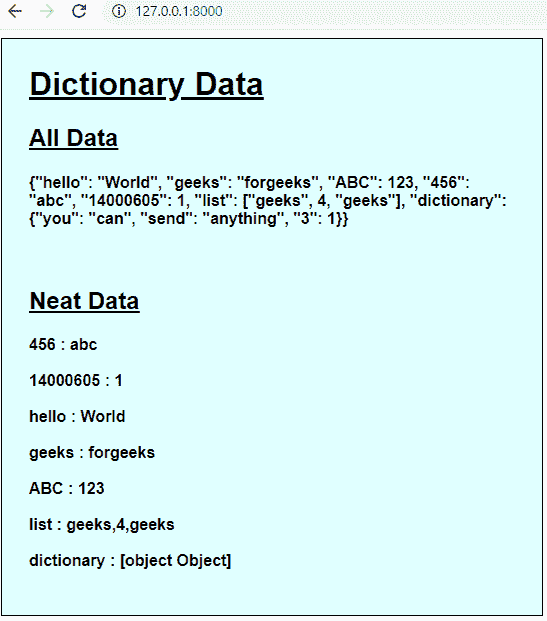 127.0.0.1:8000
Dictionary Data
All Data
{"hello": "World", "geeks": "forgeeks", "ABC": 123, "456":
"abc", "14000605": 1, "list": ["geeks", 4, "geeks"], "dictionary":
{"you": "can", "send": "anything", "3": 1}}
Neat Data
456 : abc
14000605 : 1
hello : World
geeks : forgeeks
ABC : 123
list : geeks,4,geeks
dictionary : [object Object]